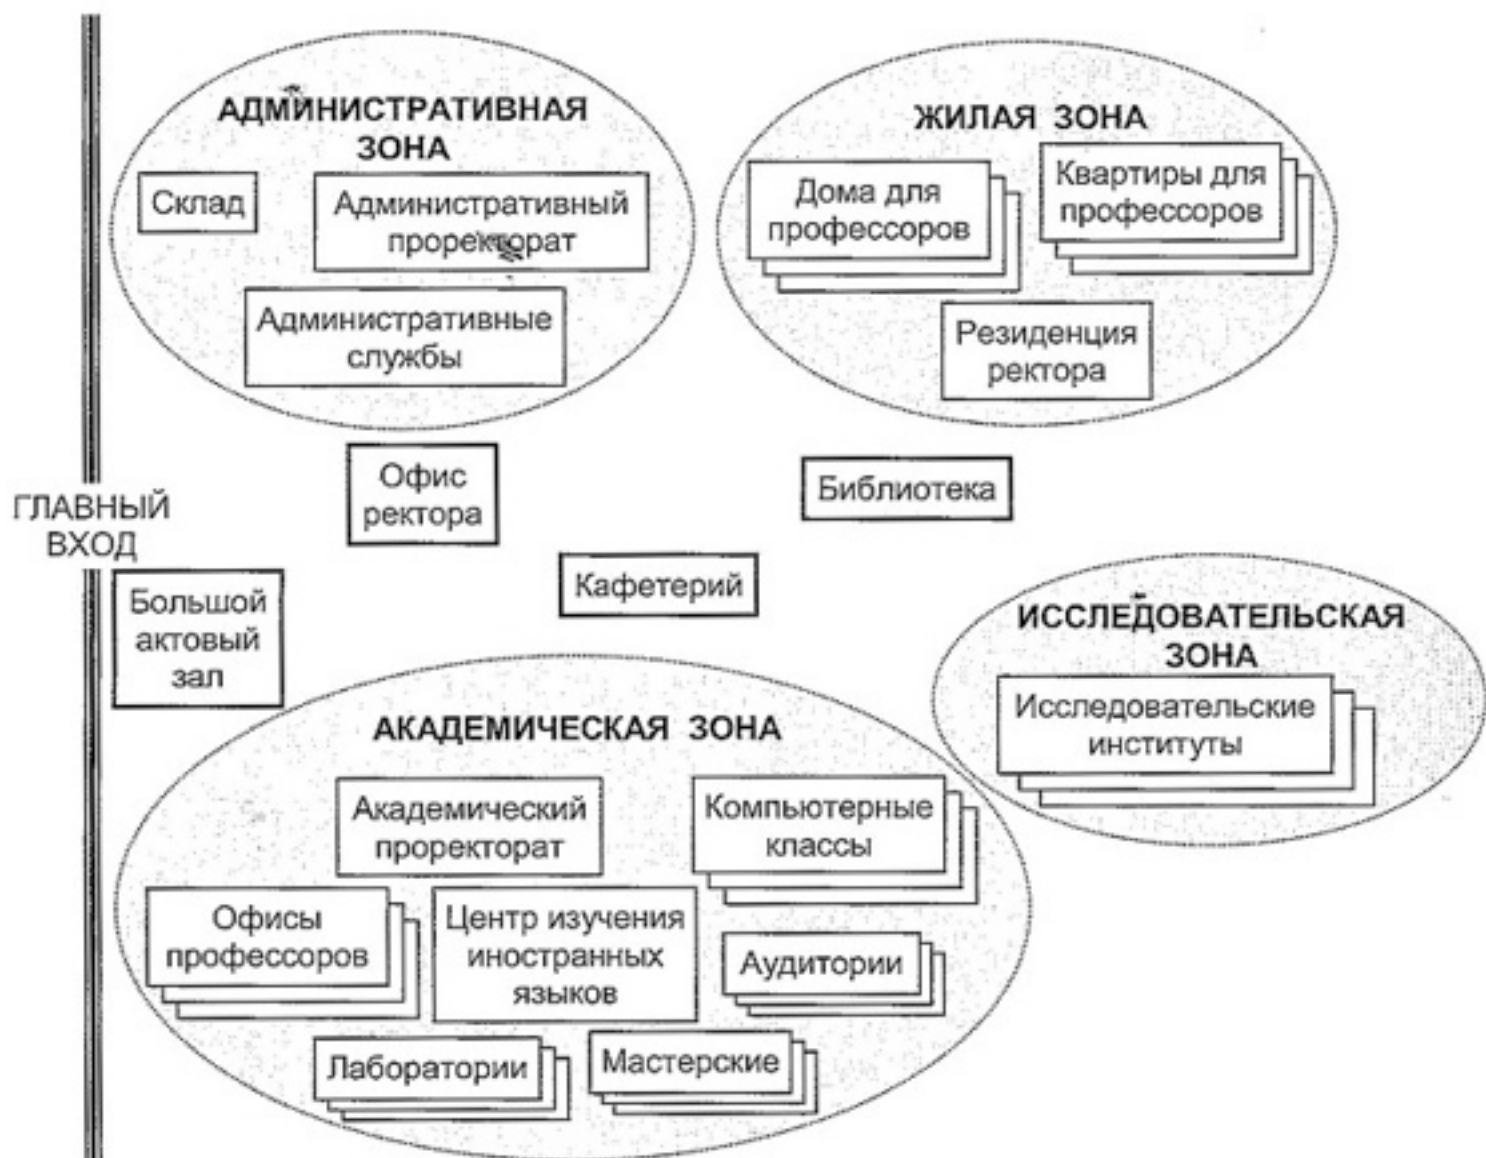 АДМИНИСТРАТИВНАЯ
ЗОНА
Склад
Административный
проректорат
Административные
службы
ЖИЛАЯ ЗОНА
Дома для
профессоров
Квартиры для
профессоров
Резиденция
ректора
Офис
ректора
Библиотека
ГЛАВНЫЙ
ВХОД
Кафетерий
Большой
актовый
зал
ИССЛЕДОВАТЕЛЬСКАЯ
ЗОНА
Исследовательские
институты
АКАДЕМИЧЕСКАЯ ЗОНА
Академический
проректорат
Компьютерные
классы
Офисы
профессоров
Центр изучения
иностранных
языков
Аудитории
Лаборатории
Мастерские